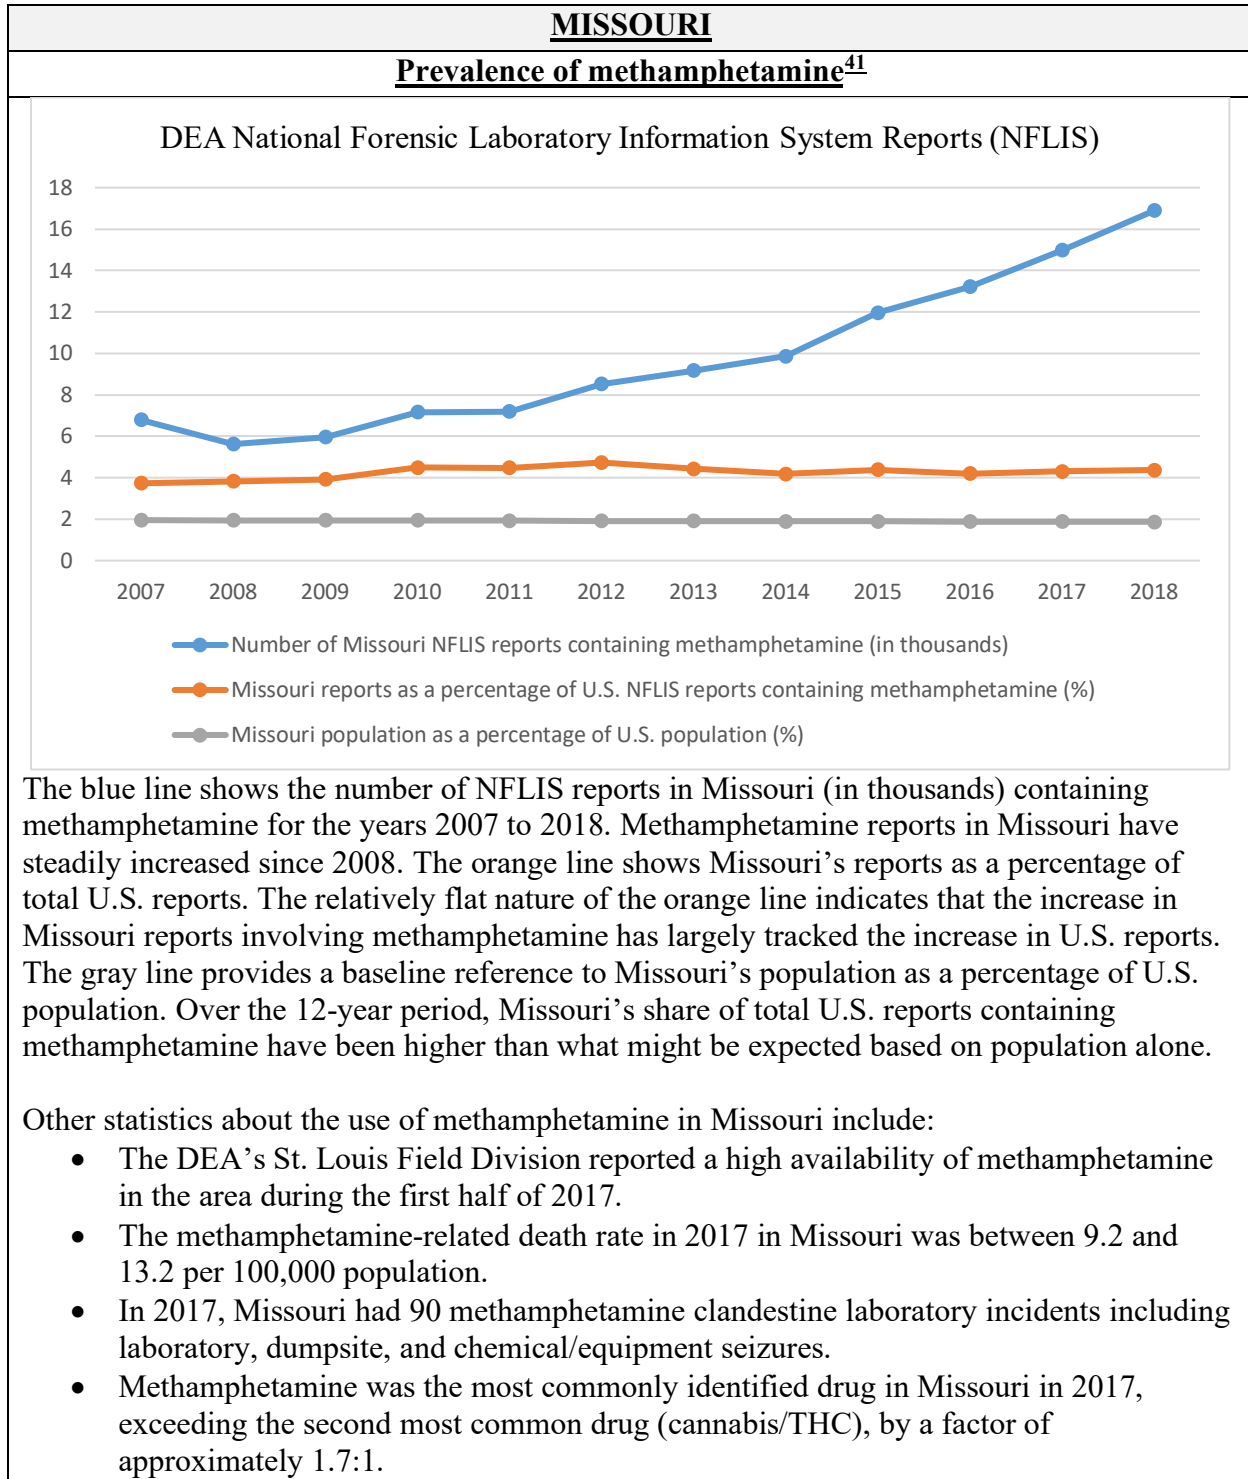 MISSOURI
Prevalence of methamphetamine41
DEA National Forensic Laboratory Information System Reports (NFLIS)
18
16
14
12
10
8
6
4
2
0
2007 2008 2009 2010 2011 2012 2013 2014 2015 2016 2017 2018
Number of Missouri NFLIS reports containing methamphetamine (in thousands)
Missouri reports as a percentage of U.S. NFLIS reports containing methamphetamine (%)
Missouri population as a percentage of U.S. population (%)
The blue line shows the number of NFLIS reports in Missouri (in thousands) containing
methamphetamine for the years 2007 to 2018. Methamphetamine reports in Missouri have
steadily increased since 2008. The orange line shows Missouri’s reports as a percentage of
total U.S. reports. The relatively flat nature of the orange line indicates that the increase in
Missouri reports involving methamphetamine has largely tracked the increase in U.S. reports.
The gray line provides a baseline reference to Missouri’s population as a percentage of U.S.
population. Over the 12-year period, Missouri’s share of total U.S. reports containing
methamphetamine have been higher than what might be expected based on population alone.
Other statistics about the use of methamphetamine in Missouri include:
• The DEA’s St. Louis Field Division reported a high availability of methamphetamine
in the area during the first half of 2017.
• The methamphetamine-related death rate in 2017 in Missouri was between 9.2 and
13.2 per 100,000 population.
• In 2017, Missouri had 90 methamphetamine clandestine laboratory incidents including
laboratory, dumpsite, and chemical/equipment seizures.
• Methamphetamine was the most commonly identified drug in Missouri in 2017,
exceeding the second most common drug (cannabis/THC), by a factor of
approximately 1.7:1.